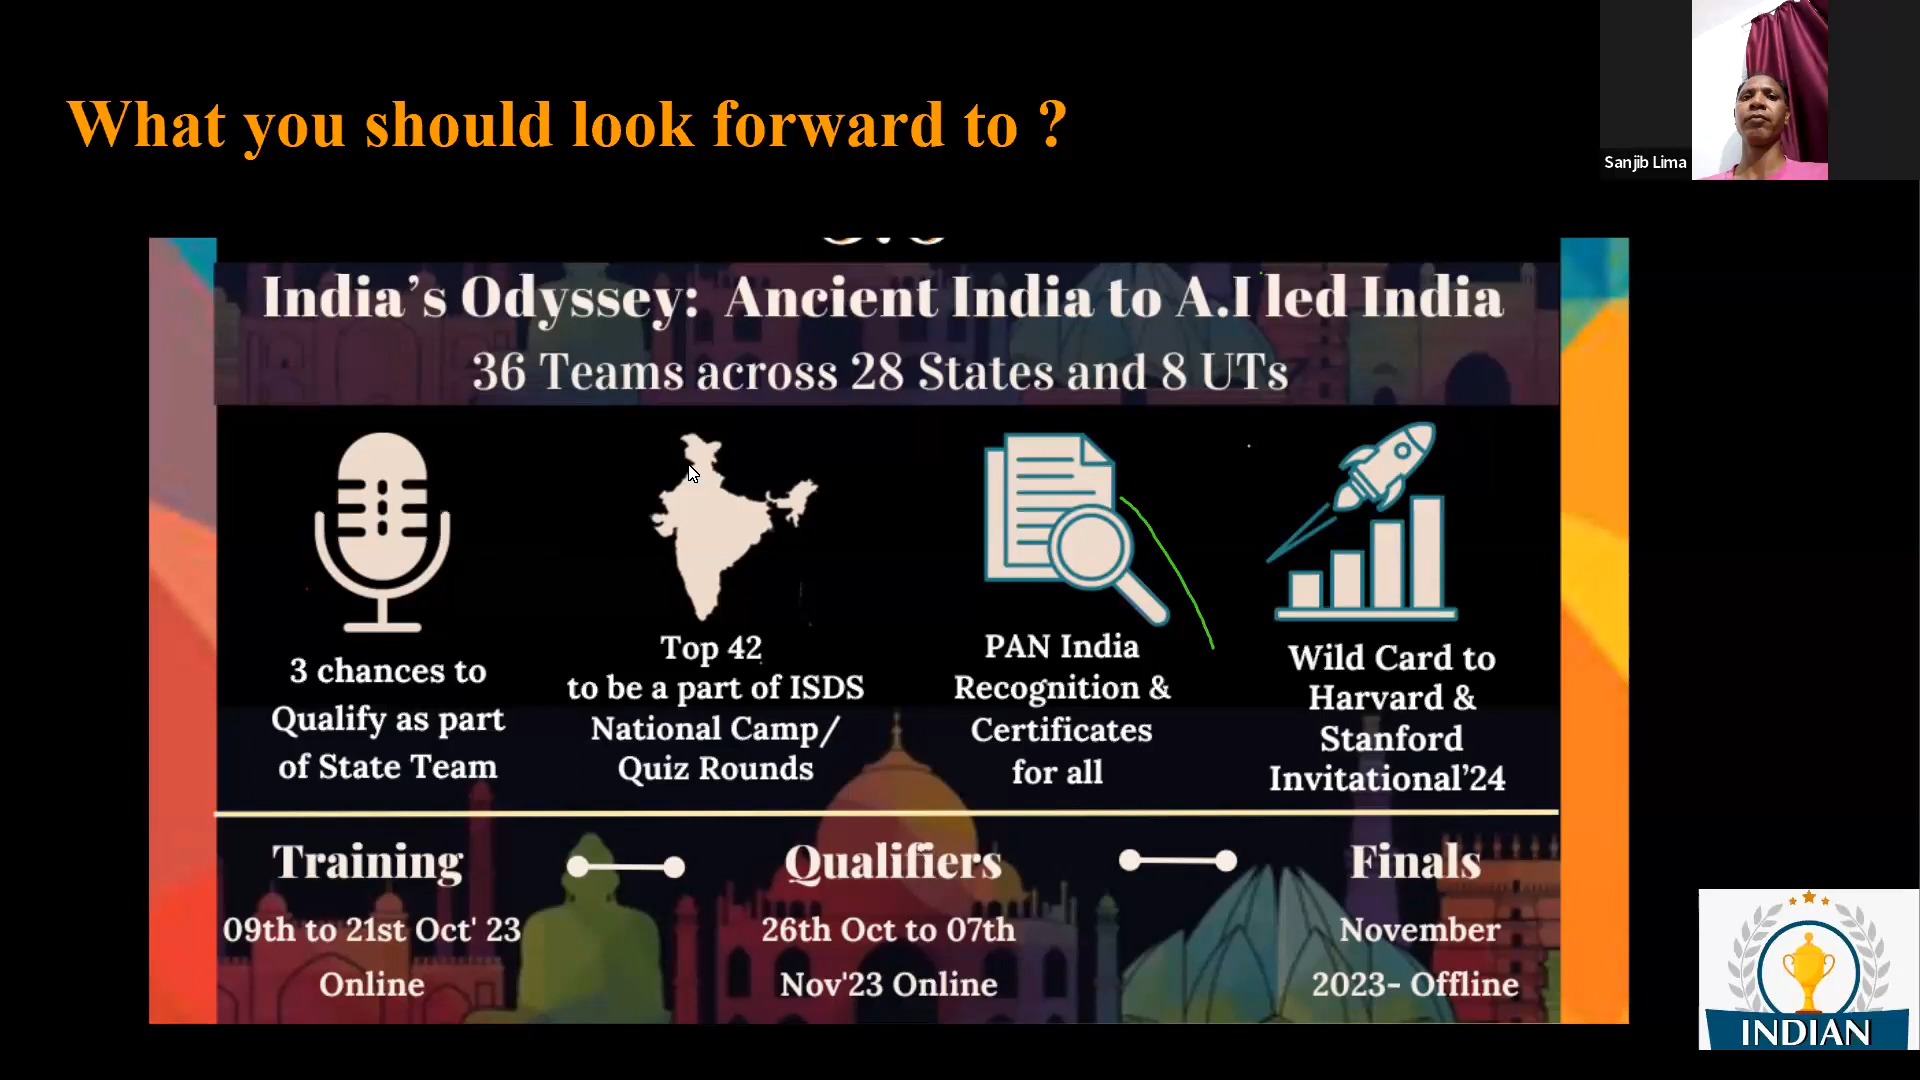 What you should look forward to ?
Sanjib Lima
India’s Odyssey: Ancient India to A.I led India
36 Teams across 28 States and 8 UTs
3 chances to
Qualify as part
of State Team
Top 42
to be a part of ISDS
National Camp/
Quiz Rounds
PAN India
Recognition &
Certificates
for all
Wild Card to
Harvard &
Stanford
Invitational’24
Training
09th to 21st Oct' 23
Online
Qualifiers
26th Oct to 07th
Nov'23 Online
Finals
November
2023- Offline
INDIAN